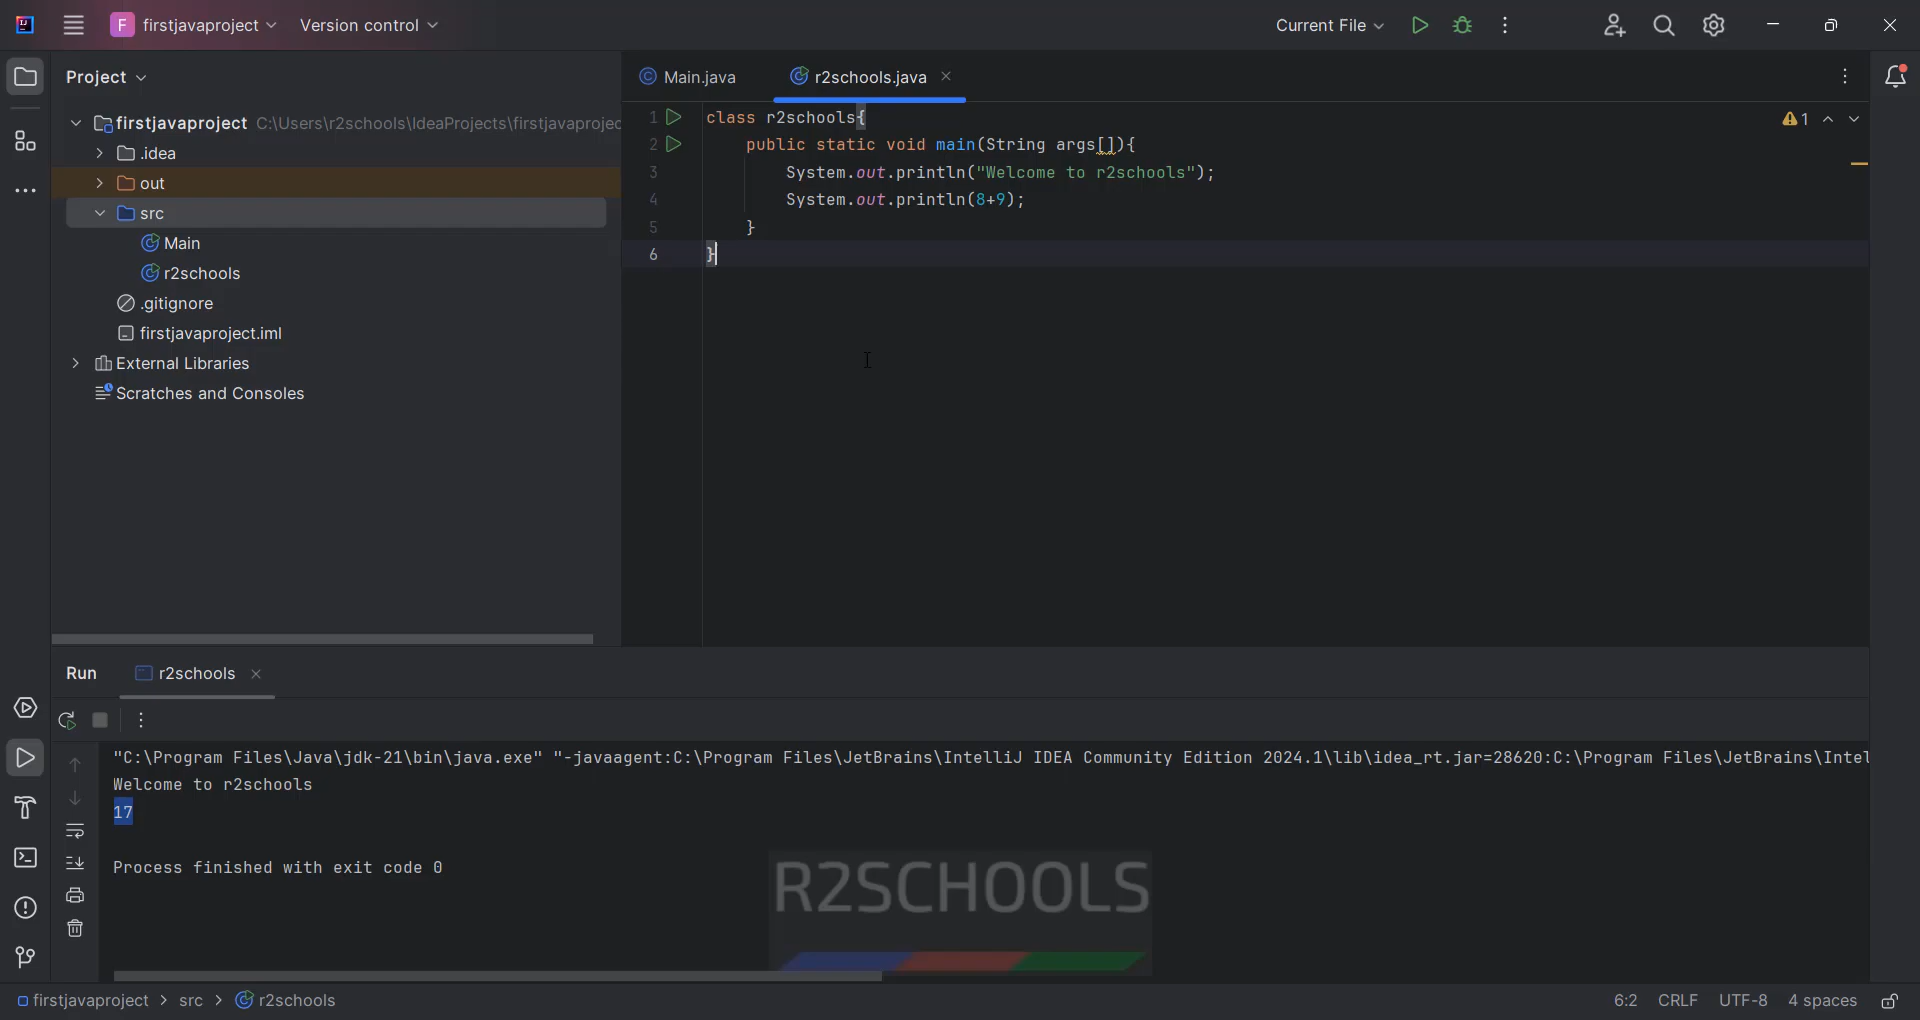 firstjavaproject
Version control
Current File
Project
Main.java
r2schools.java
firstjavaproject C:\Users\r2schools\IdeaProjects\firstjavaprojec
.idea
out
src
Main
r2schools
.gitignore
firstjavaproject.iml
External Libraries
Scratches and Consoles
1 class r2schools{
2 public static void main(String args[]){
3 System.out.println("Welcome to r2schools");
4 System.out.println(8+9);
5 }
6 }
1
Run
r2schools
"C:\Program Files\Java\jdk-21\bin\java.exe" "-javaagent:C:\Program Files\JetBrains\IntelliJ IDEA Community Edition 2024.1\lib\idea_rt.jar=28620:C:\Program Files\JetBrains\Intel
Welcome to r2schools
17
Process finished with exit code 0
R2SCHOOLS
firstjavaproject > src > r2schools
6:2 CRLF UTF-8 4 spaces